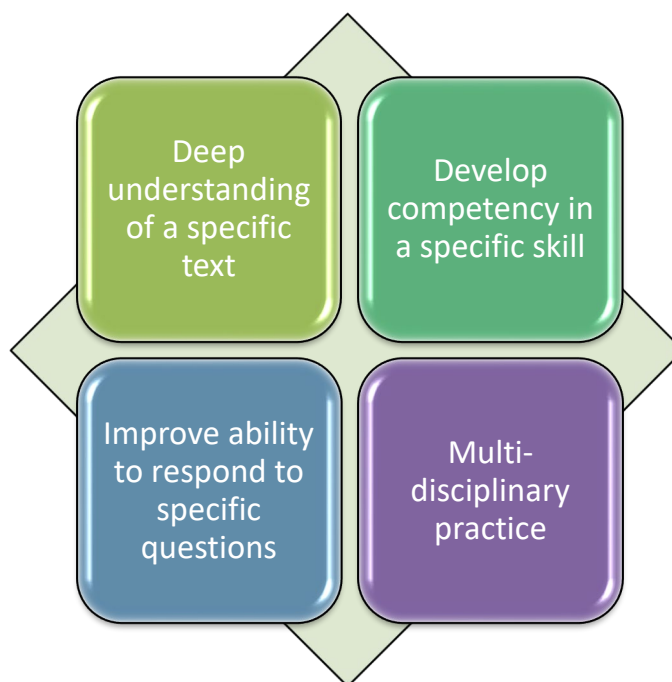 Deep
understanding
of a specific
text
Develop
competency in
a specific skill
Improve ability
to respond to
specific
questions
Multi-
disciplinary
practice